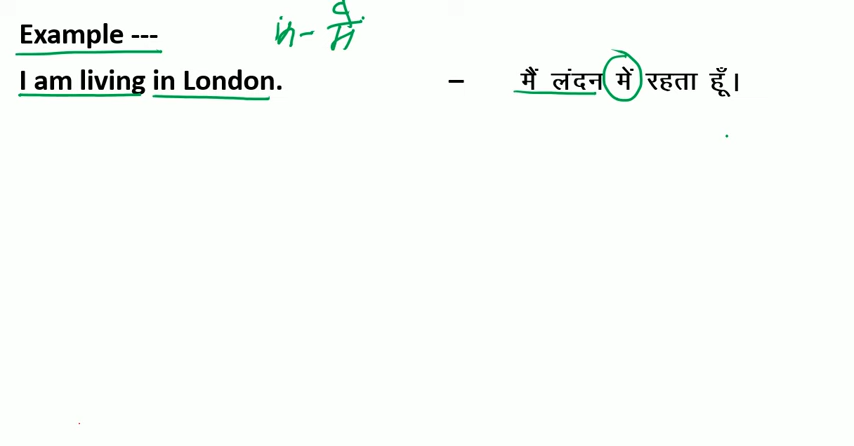 Example ---
in –
I am living in London. – मैं लंदन में रहता हूँ।